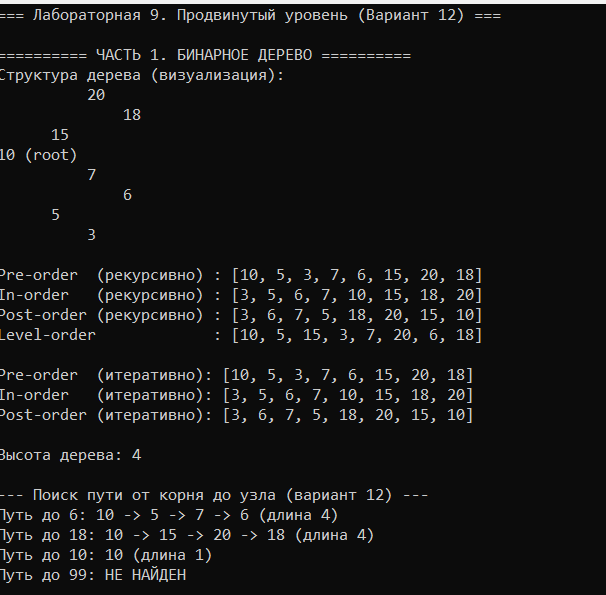 === Лабораторная 9. Продвинутый уровень (Вариант 12) ===
========== ЧАСТЬ 1. БИНАРНОЕ ДЕРЕВО ==========
Структура дерева (визуализация):
20
18
15
10 (root)
7
6
5
3
Pre-order  (рекурсивно) : [10, 5, 3, 7, 6, 15, 20, 18]
In-order   (рекурсивно) : [3, 5, 6, 7, 10, 15, 18, 20]
Post-order (рекурсивно) : [3, 6, 7, 5, 18, 20, 15, 10]
Level-order             : [10, 5, 15, 3, 7, 20, 6, 18]
Pre-order  (итеративно): [10, 5, 3, 7, 6, 15, 20, 18]
In-order   (итеративно): [3, 5, 6, 7, 10, 15, 18, 20]
Post-order (итеративно): [3, 6, 7, 5, 18, 20, 15, 10]
Высота дерева: 4
--- Поиск пути от корня до узла (вариант 12) ---
Путь до 6: 10 -> 5 -> 7 -> 6 (длина 4)
Путь до 18: 10 -> 15 -> 20 -> 18 (длина 4)
Путь до 10: 10 (длина 1)
Путь до 99: НЕ НАЙДЕН